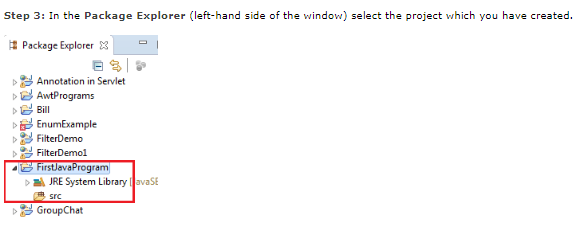 Step 3: In the Package Explorer (left-hand side of the window) select the project which you have created.
Package Explorer
Annotation in Servlet
AwtPrograms
Bill
EnumExample
FilterDemo
FilterDemo1
FirstJavaProgram
JRE System Library [JavaSE
src
GroupChat